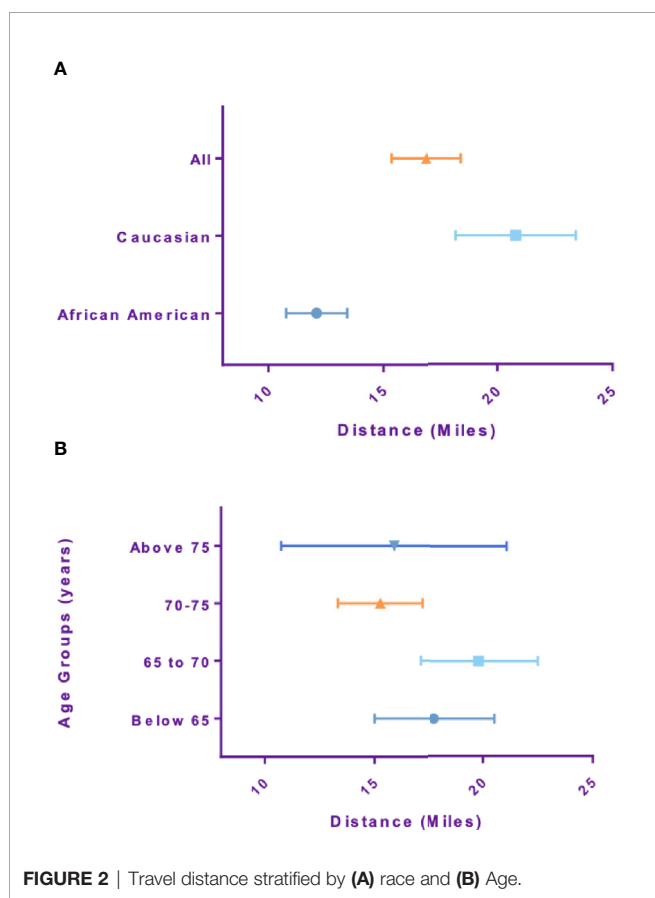 A
All
Caucasian
African American
10 15 20 25
Distance (Miles)
B
Age Groups (years)
Above 75
70-75
65 to 70
Below 65
10 15 20 25
Distance (Miles)
FIGURE 2 | Travel distance stratified by (A) race and (B) Age.